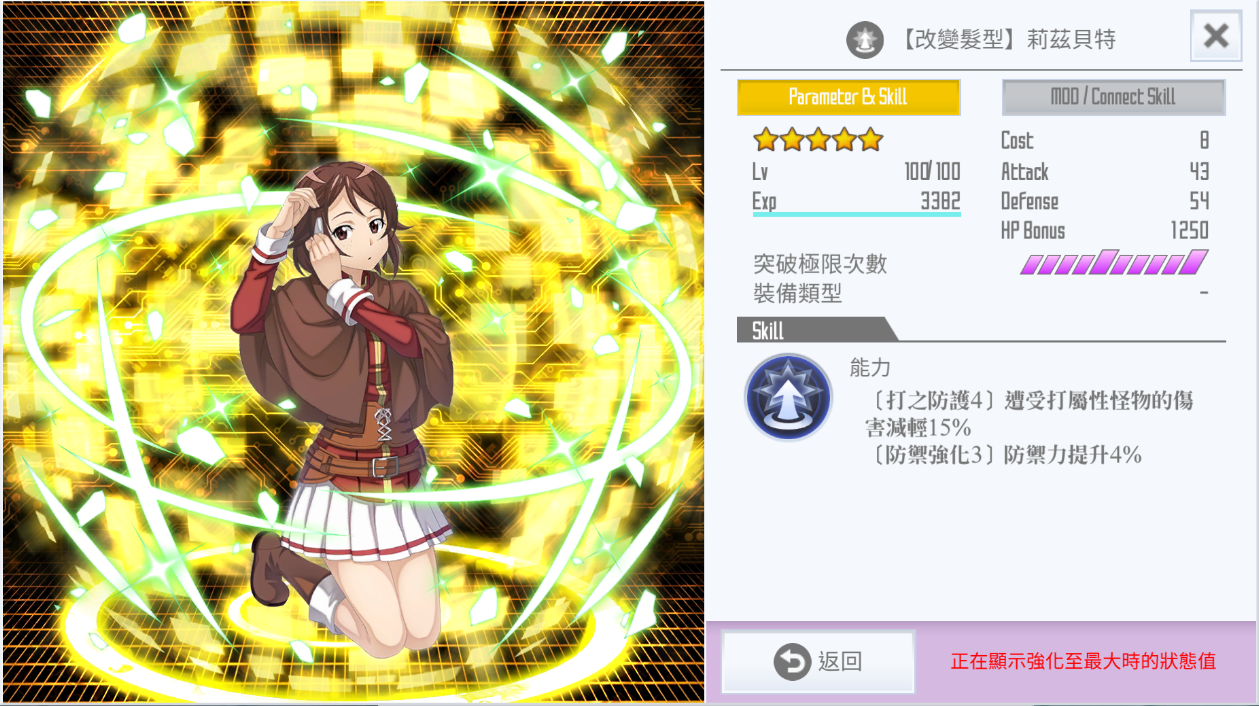 【改變髮型】莉茲貝特
Parameter & Skill
MOD / Connect Skill
Lv 100/100
Exp 3382
Cost 8
Attack 43
Defense 54
HP Bonus 1250
突破極限次數
裝備類型 -
Skill
能力
〔打之防護4〕遭受打屬性怪物的傷
害減輕15%
〔防禦強化3〕防禦力提升4%
返回
正在顯示強化至最大時的狀態值